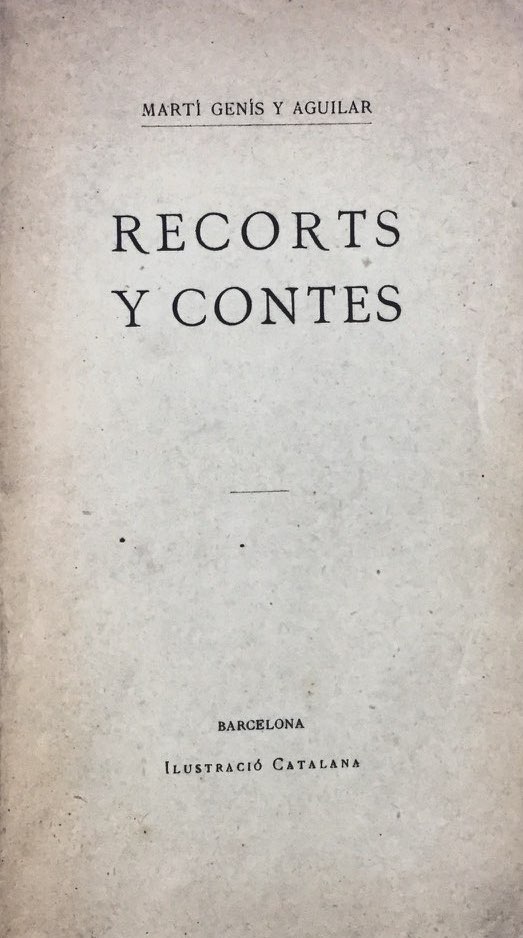 MARTÍ GENÍS Y AGUILAR
RECORTS
Y CONTES
BARCELONA
ILUSTRACIÓ CATALANA